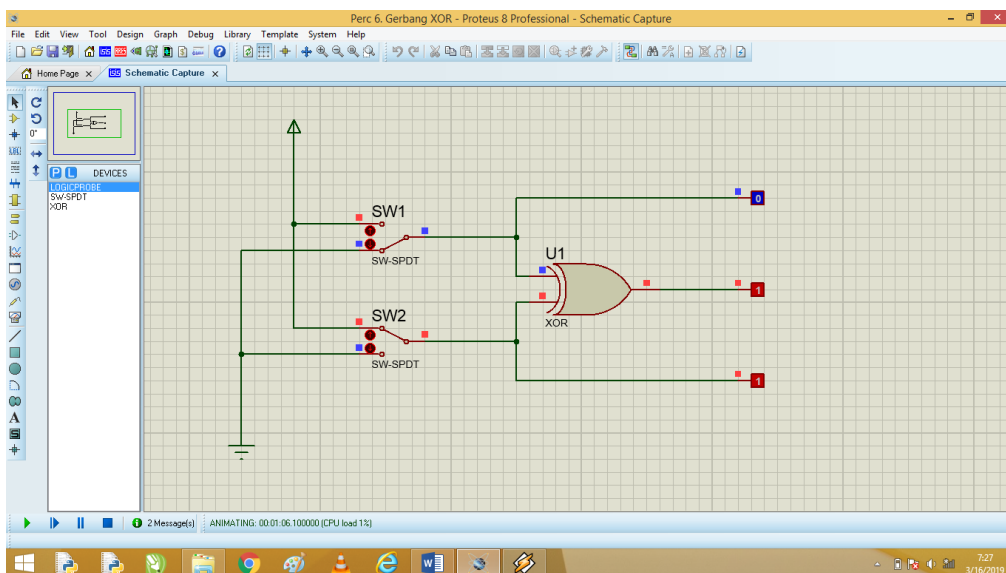 Perc 6. Gerbang XOR - Proteus 8 Professional - Schematic Capture
File Edit View Tool Design Graph Debug Library Template System Help
Home Page x
ISIS Schematic Capture x
0°
P L DEVICES
LOGICPROBE
SW-SPDT
XOR
SW1
SW-SPDT
SW2
SW-SPDT
U1
XOR
0
1
1
2 Message(s)
ANIMATING: 00:01:06.100000 (CPU load 1%)
7:27
3/16/2019